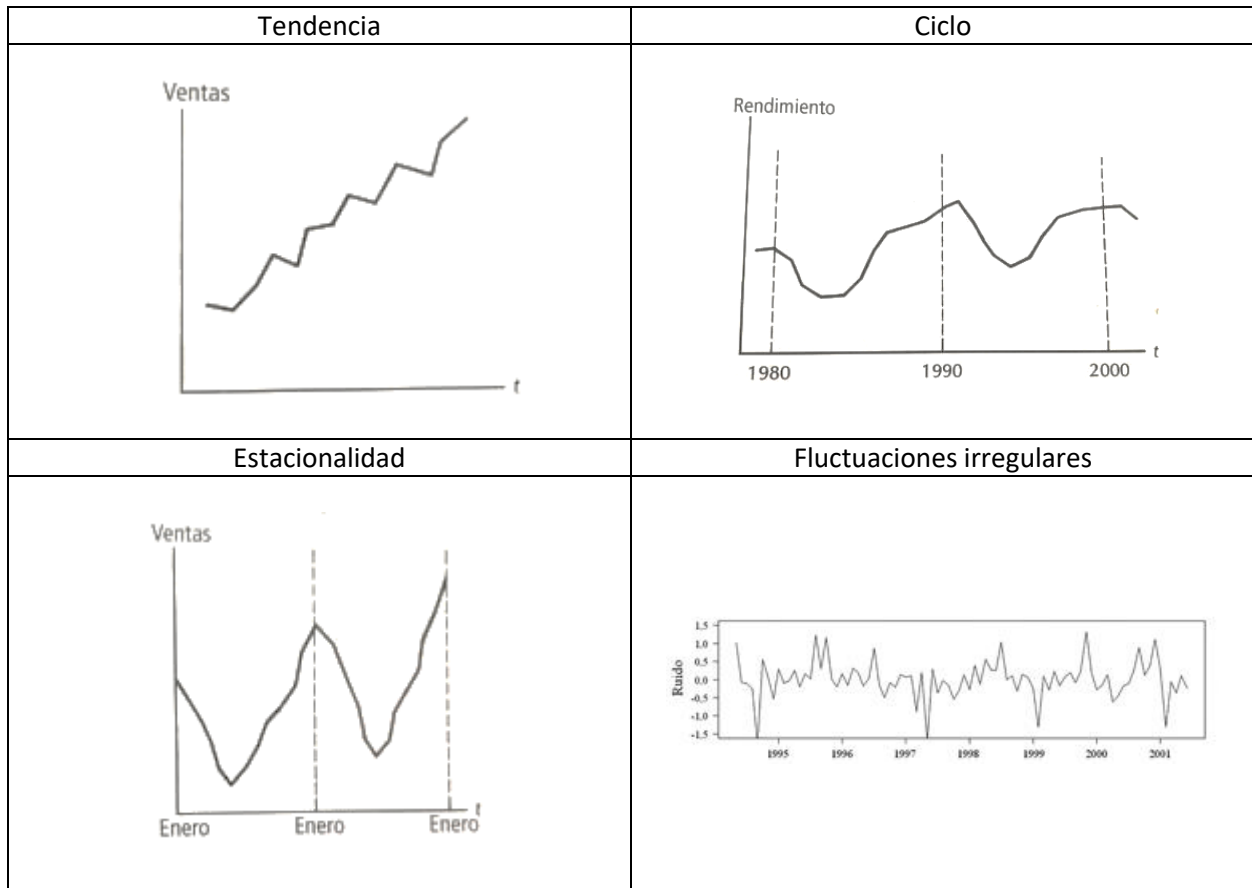 Tendencia
Ciclo
Ventas
t
Rendimiento
t
1980 1990 2000
Estacionalidad
Fluctuaciones irregulares
Ventas
t
Enero Enero Enero
Ruido
1,5
1,0
0,5
0,0
-0,5
-1,0
-1,5
1995 1996 1997 1998 1999 2000 2001